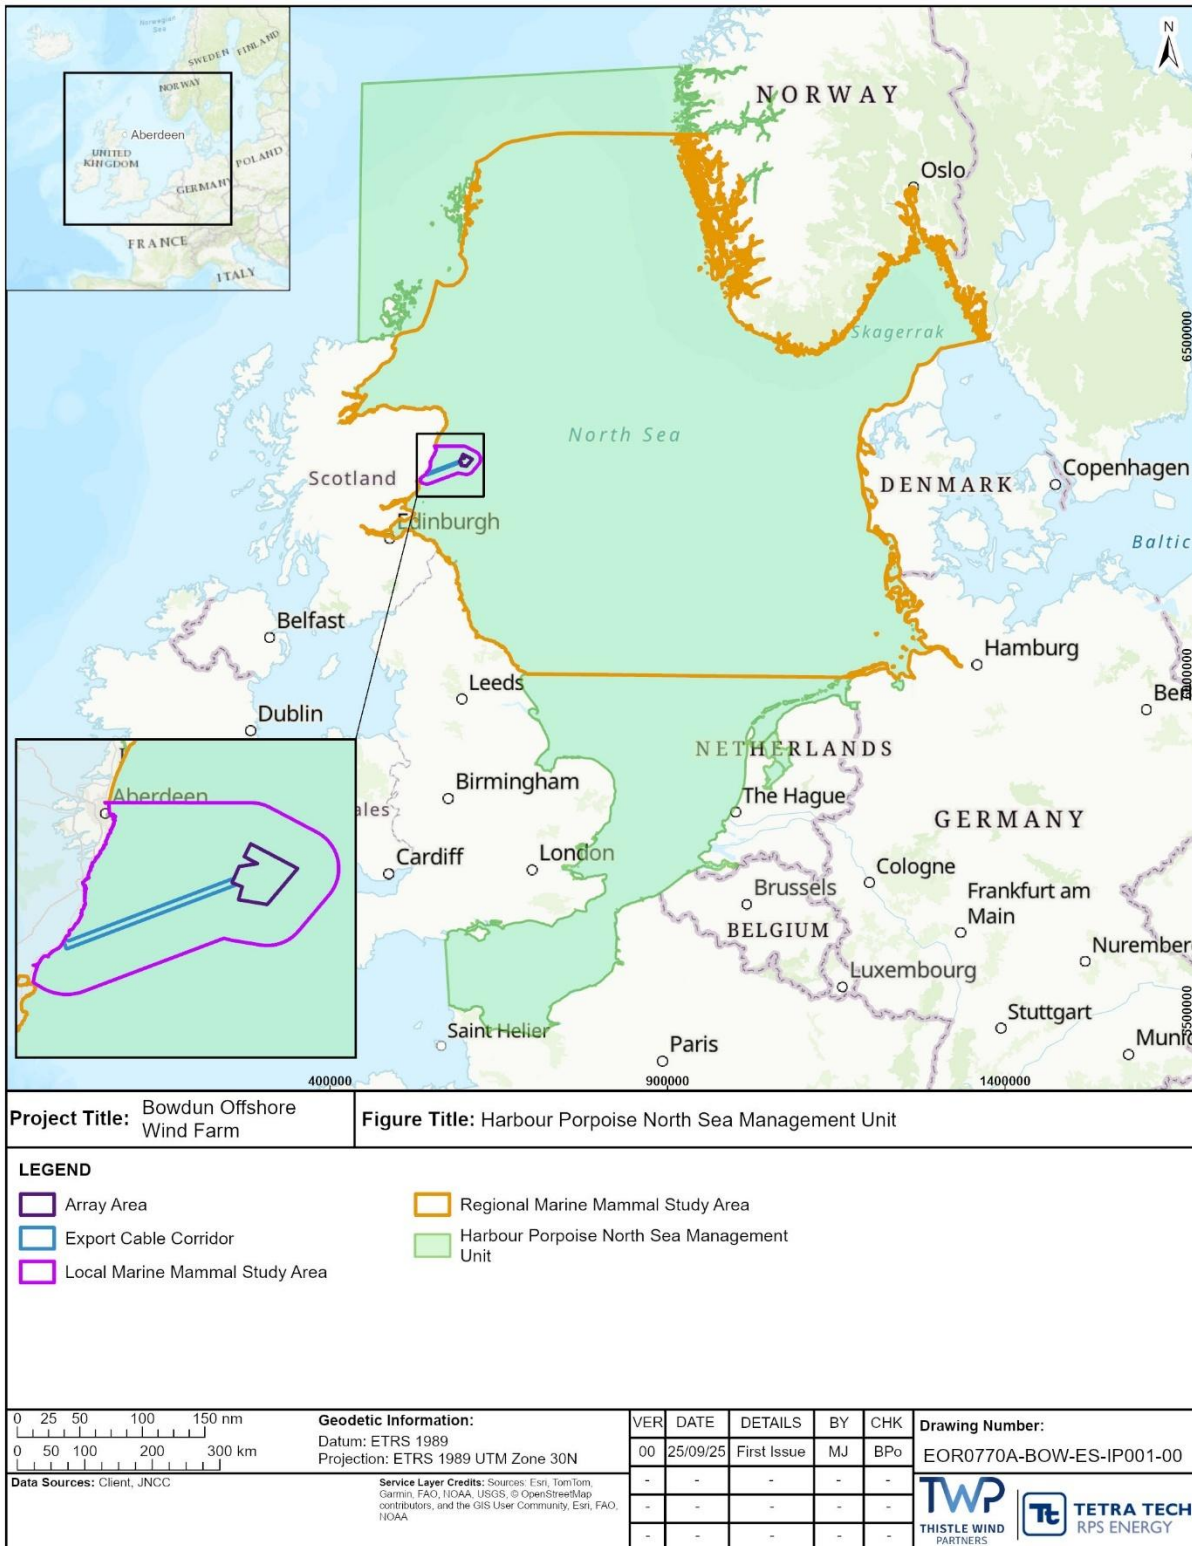 Norwegian
Sea
SWEDEN
FINLAND
NORWAY
Aberdeen
UNITED
KINGDOM
POLAND
GERMANY
FRANCE
ITALY
N
NORWAY
Oslo
6500000
Skagerrak
North Sea
Scotland
Copenhagen
DENMARK
Edinburgh
Baltic
Belfast
Hamburg
Leeds
Dublin
NETHERLANDS
Aberdeen
Birmingham
ales
The Hague
GERMANY
Cardiff
London
Cologne
Brussels
Frankfurt am
Main
BELGIUM
Nuremberg
Luxembourg
Stuttgart
Saint Helier
Paris
400000
900000
1400000
Project Title: Bowdun Offshore
Wind Farm
Figure Title: Harbour Porpoise North Sea Management Unit
LEGEND
Array Area
Export Cable Corridor
Local Marine Mammal Study Area
Regional Marine Mammal Study Area
Harbour Porpoise North Sea Management
Unit
0 25 50 100 150 nm
0 50 100 200 300 km
Geodetic Information:
Datum: ETRS 1989
Projection: ETRS 1989 UTM Zone 30N
Data Sources: Client, JNCC
Service Layer Credits: Sources: Esri, TomTom,
Garmin, FAO, NOAA, USGS, © OpenStreetMap
contributors, and the GIS User Community, Esri, FAO,
NOAA
VER DATE DETAILS BY CHK
00 25/09/25 First Issue MJ BPo
- - - - -
- - - - -
- - - - -
Drawing Number:
EOR0770A-BOW-ES-IP001-00
TWP
THISTLE WIND
PARTNERS
Tt
TETRA TECH
RPS ENERGY